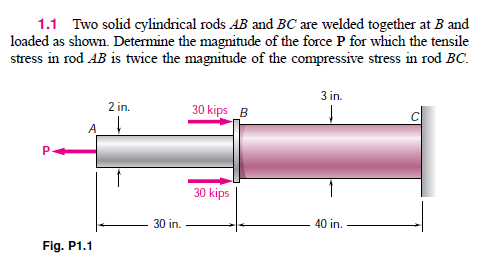 1.1 Two solid cylindrical rods AB and BC are welded together at B and
loaded as shown. Determine the magnitude of the force P for which the tensile
stress in rod AB is twice the magnitude of the compressive stress in rod BC.
3 in.
2 in.
30 kips
B
C
A
P
30 kips
30 in.
40 in.
Fig. P1.1